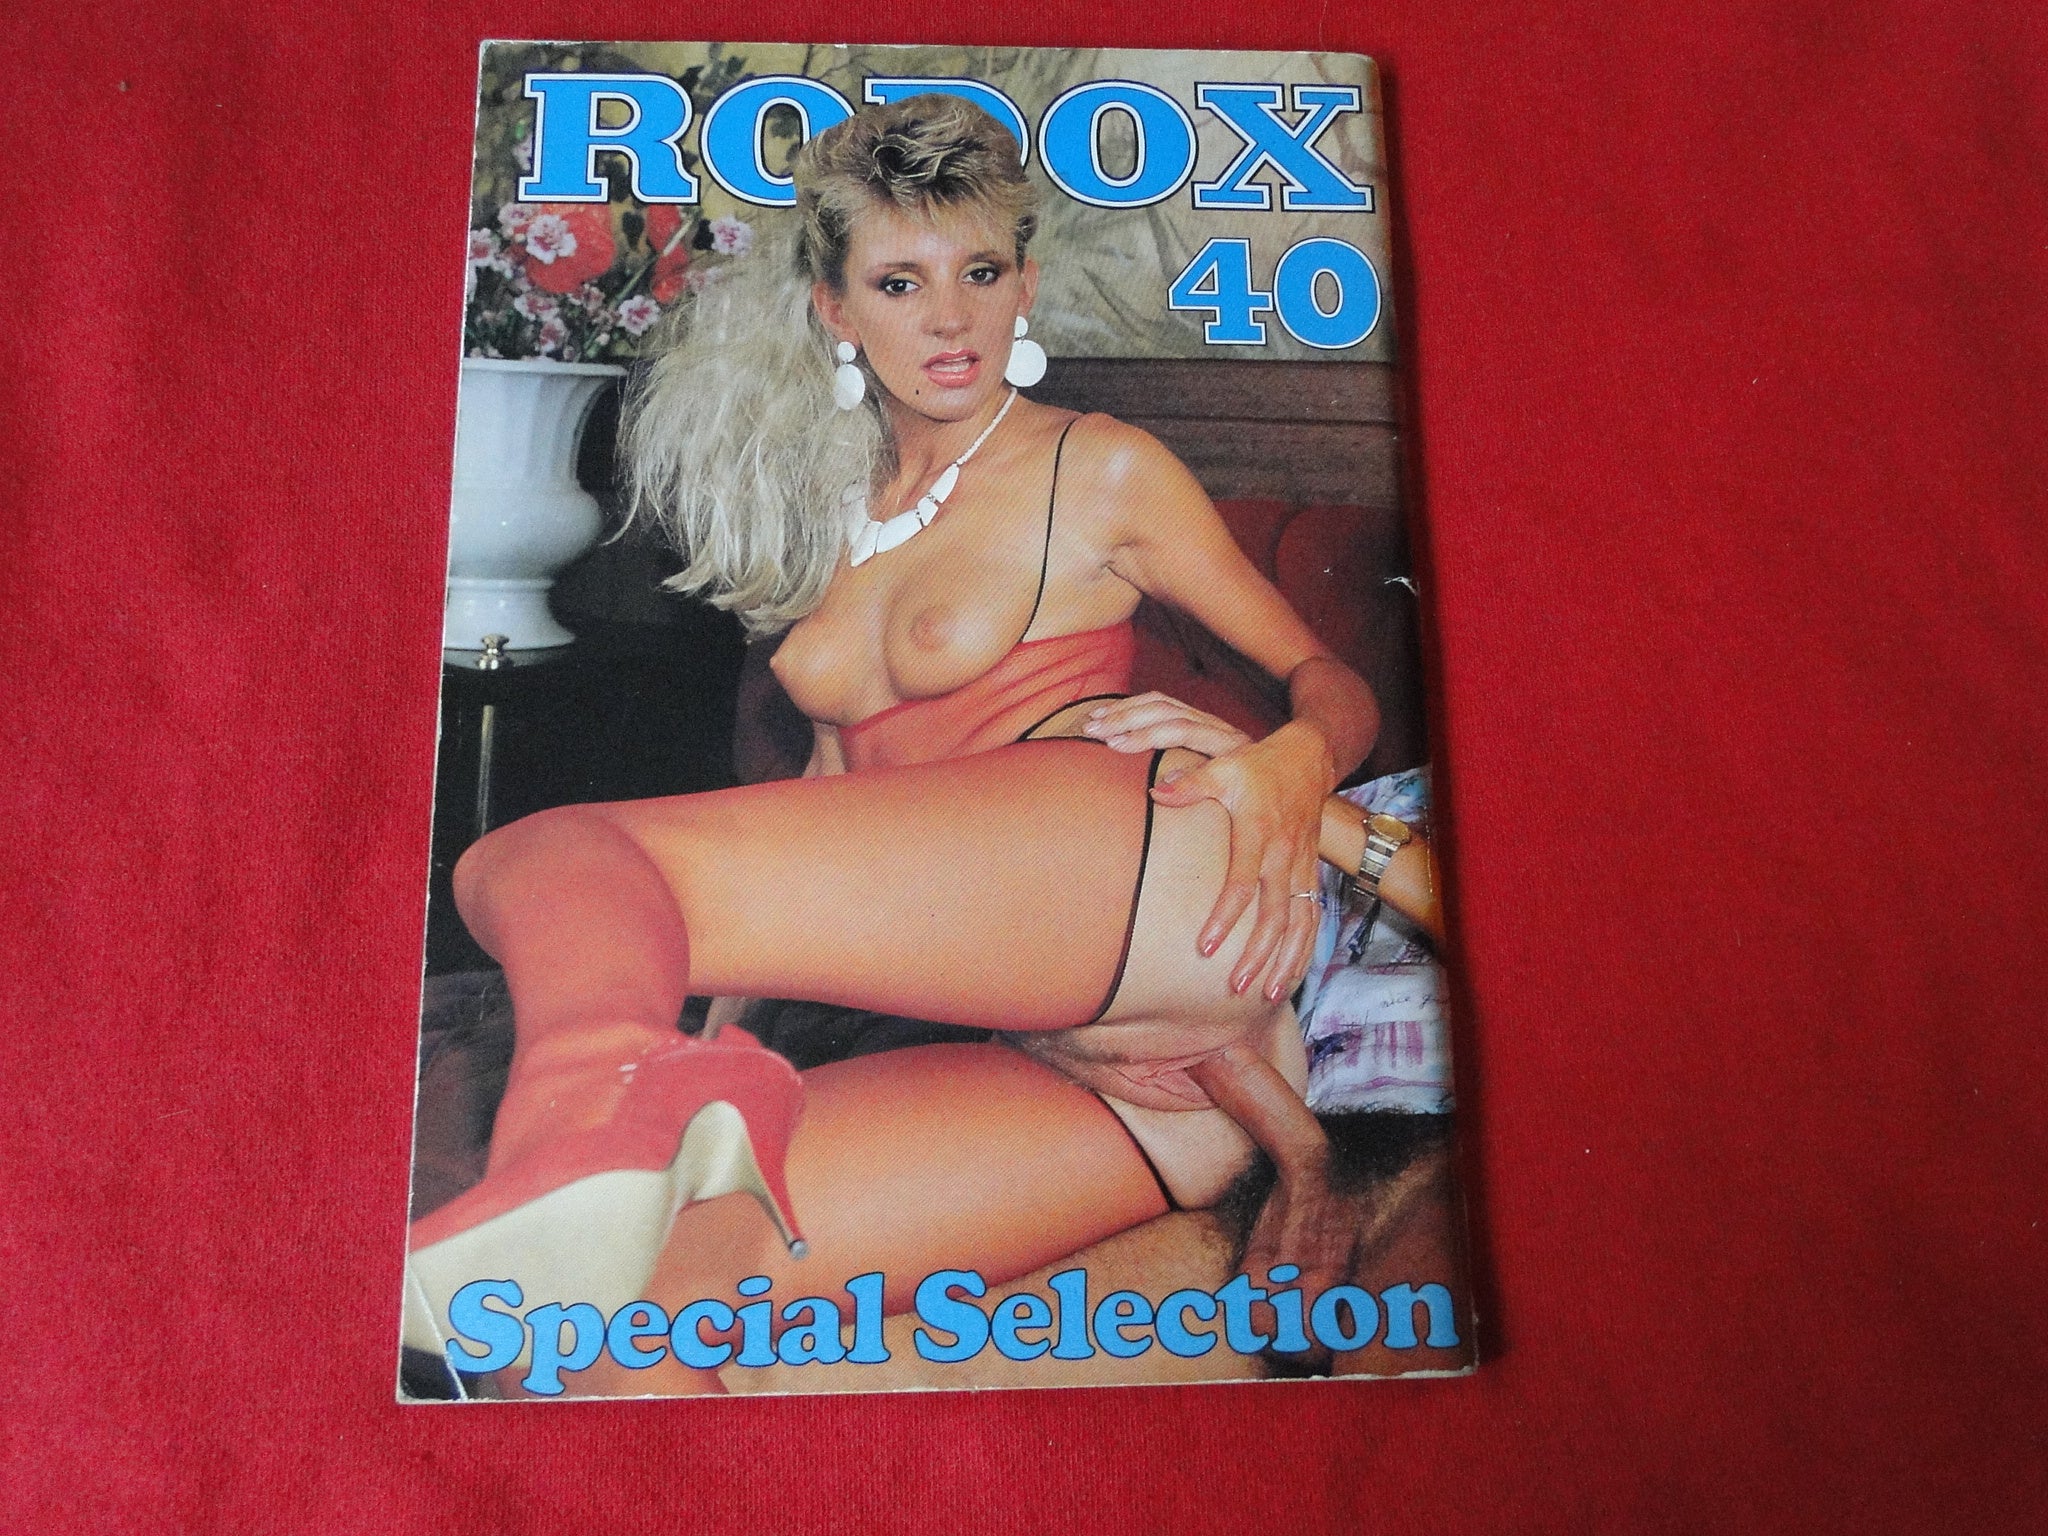 RODOX
40
Special Selection